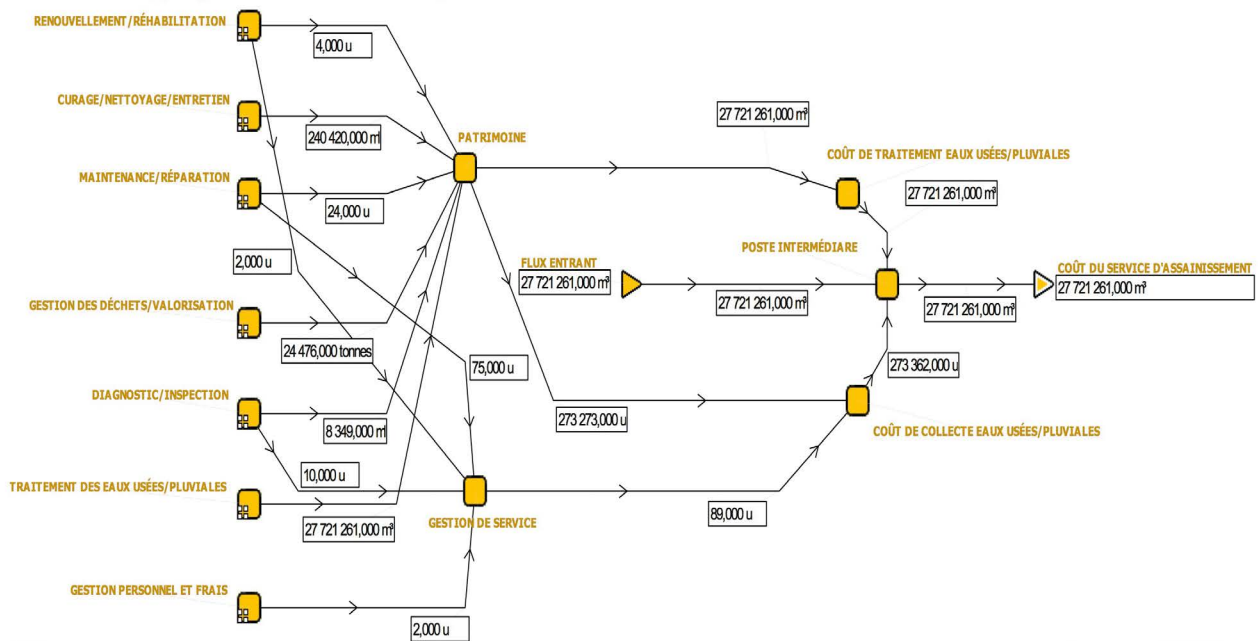 RENOUVELLEMENT/RÉHABILITATION
4,000 u
CURAGE/NETTOYAGE/ENTRETIEN
240 420,000 ml
PATRIMOINE
27 721 261,000 m³
COÛT DE TRAITEMENT EAUX USÉES/PLUVIALES
MAINTENANCE/RÉPARATION
24,000 u
27 721 261,000 m³
2,000 u
FLUX ENTRANT
27 721 261,000 m³
POSTE INTERMÉDIARE
COÛT DU SERVICE D'ASSAINISSEMENT
27 721 261,000 m³
27 721 261,000 m³
27 721 261,000 m³
GESTION DES DÉCHETS/VALORISATION
24 476,000 tonnes
75,000 u
273 362,000 u
DIAGNOSTIC/INSPECTION
8 349,000 ml
273 273,000 u
COÛT DE COLLECTE EAUX USÉES/PLUVIALES
10,000 u
TRAITEMENT DES EAUX USÉES/PLUVIALES
27 721 261,000 m³
GESTION DE SERVICE
89,000 u
GESTION PERSONNEL ET FRAIS
2,000 u